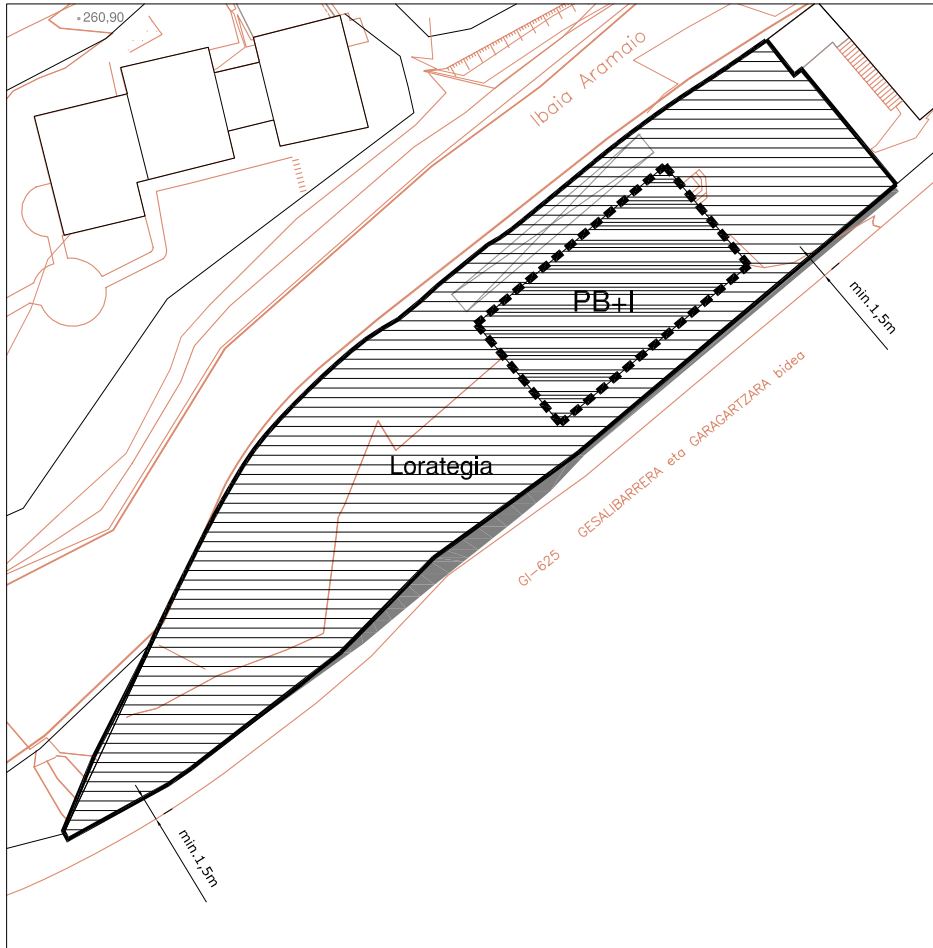 260,90
Ibaia Aramaio
PB+I
min.1,5m
Lorategia
GI-625 GESALIBARRERA eta GARAGARTZARA bidea
min.1,5m